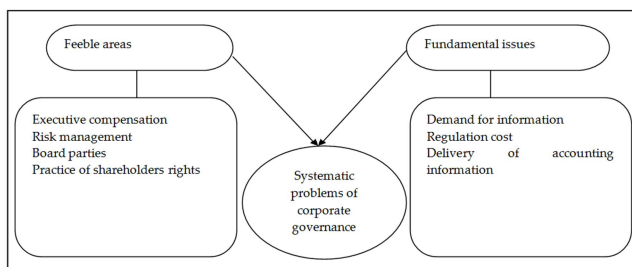 Feeble areas
Fundamental issues
Executive compensation
Risk management
Board parties
Practice of shareholders rights
Systematic
problems of
corporate
governance
Demand for information
Regulation cost
Delivery of accounting
information